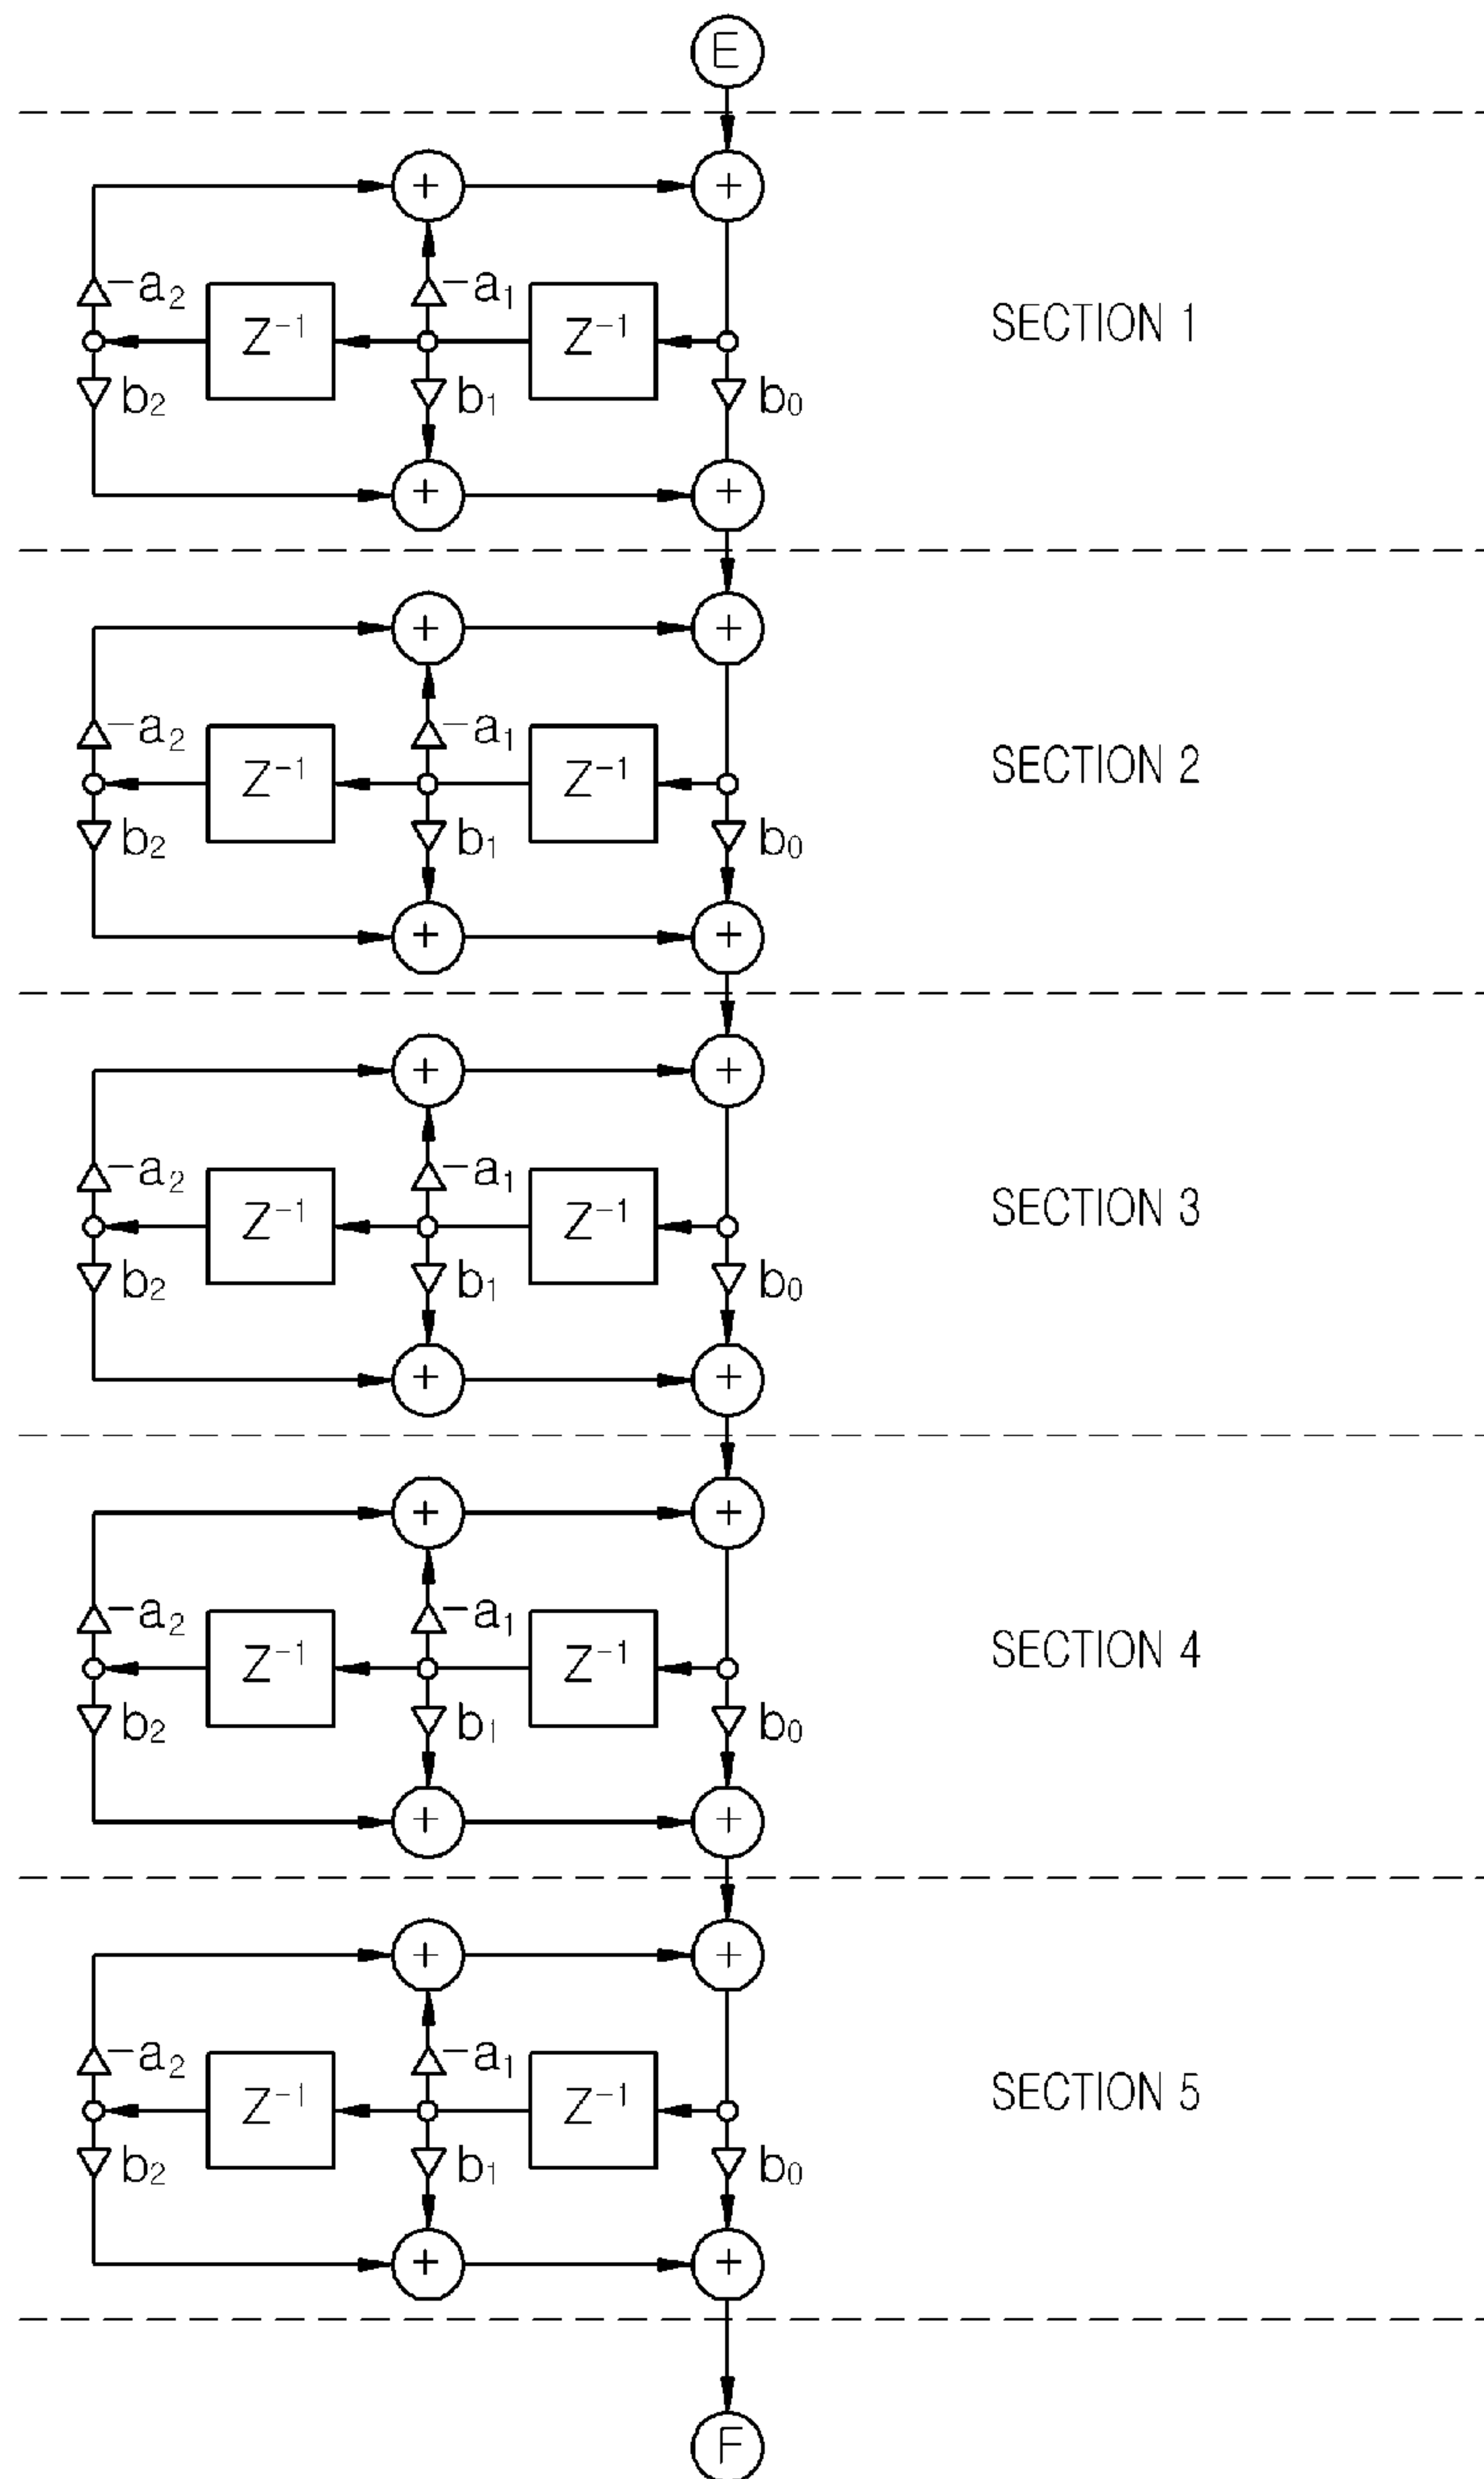 E
+ +
-a₂ Z⁻¹ -a₁ Z⁻¹ SECTION 1
b₂ b₁ b₀
+ +
+ +
-a₂ Z⁻¹ -a₁ Z⁻¹ SECTION 2
b₂ b₁ b₀
+ +
+ +
-a₂ Z⁻¹ -a₁ Z⁻¹ SECTION 3
b₂ b₁ b₀
+ +
+ +
-a₂ Z⁻¹ -a₁ Z⁻¹ SECTION 4
b₂ b₁ b₀
+ +
+ +
-a₂ Z⁻¹ -a₁ Z⁻¹ SECTION 5
b₂ b₁ b₀
+ +
F